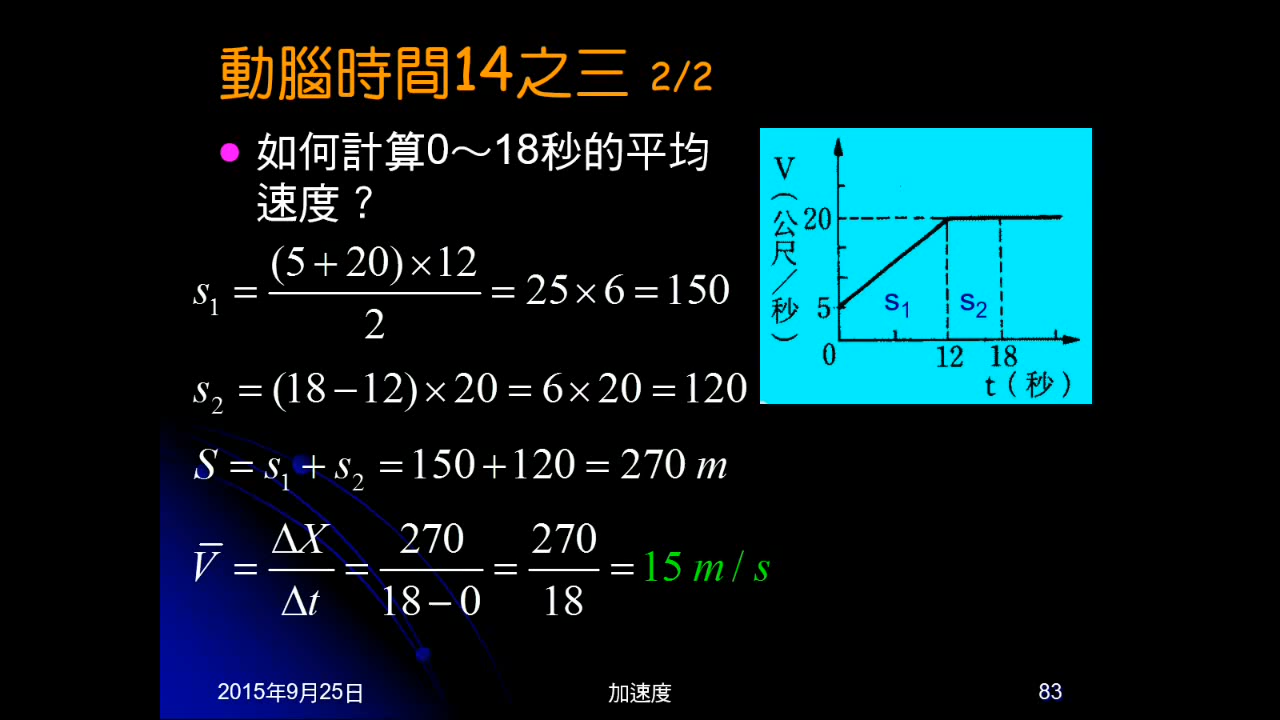 動腦時間14之三 2/2
如何計算0～18秒的平均
速度？
s₁ = (5+20)×12 / 2 = 25×6 = 150
s₂ = (18−12)×20 = 6×20 = 120
S = s₁ + s₂ = 150+120 = 270 m
V̅ = ΔX / Δt = 270 / 18−0 = 270 / 18 = 15 m / s
V（公尺／秒）
20
5
0
s₁
s₂
12
18
t（秒）
2015年9月25日
加速度
83